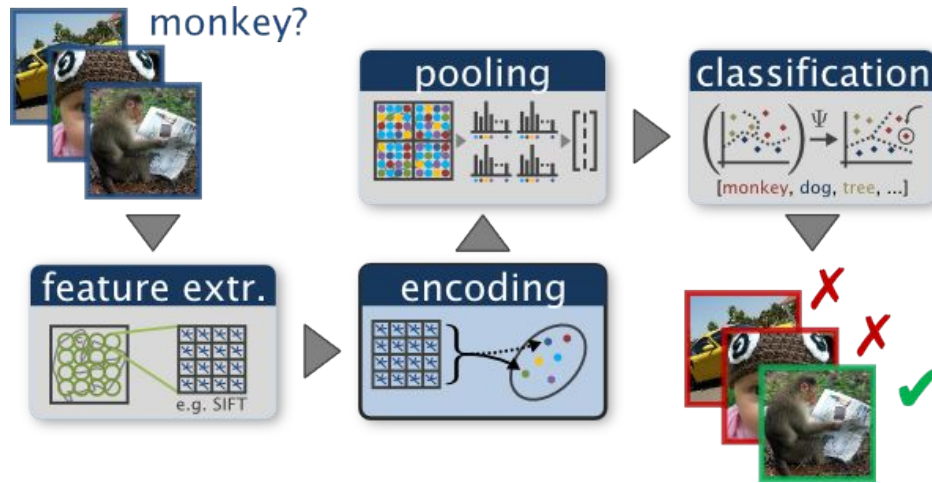 monkey?
feature extr.
e.g. SIFT
encoding
pooling
classification
Ψ
[monkey, dog, tree, ...]